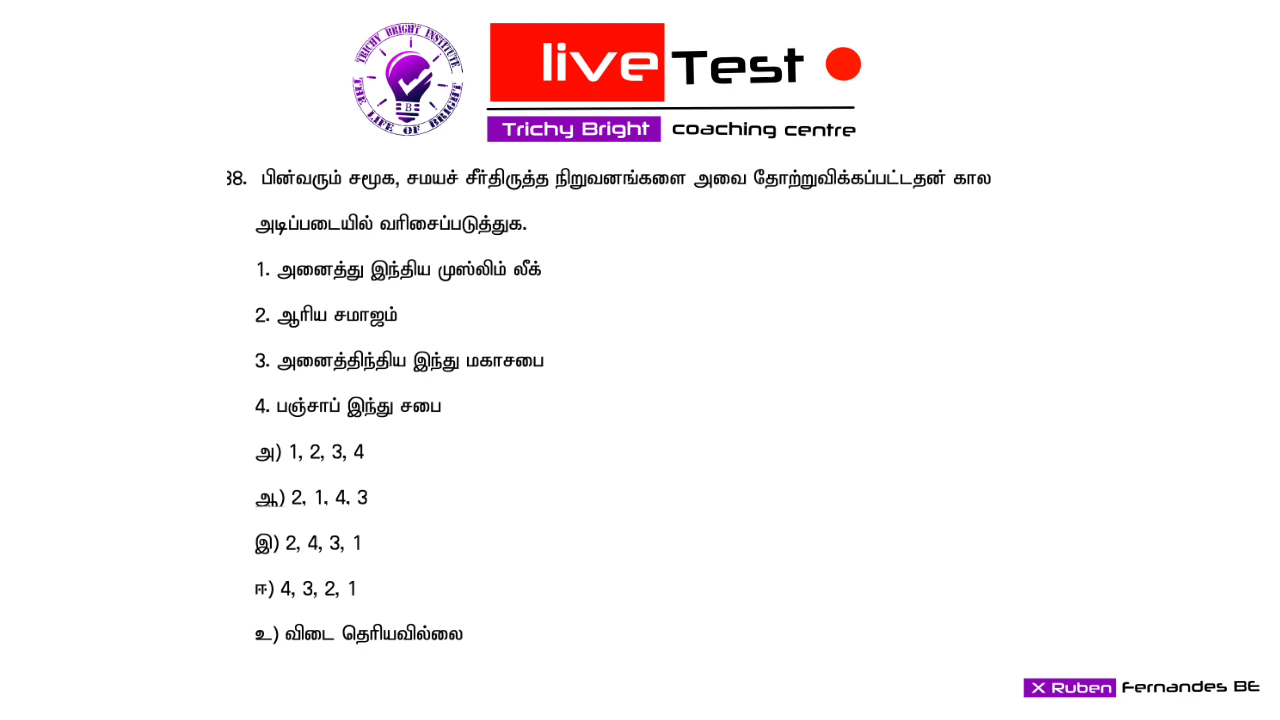 TRICHY BRIGHT INSTITUTE
THE LIFE OF BRIGHT
B
live Test
Trichy Bright coaching centre
38. பின்வரும் சமூக, சமயச் சீர்திருத்த நிறுவனங்களை அவை தோற்றுவிக்கப்பட்டதன் கால
அடிப்படையில் வரிசைப்படுத்துக.
1. அனைத்து இந்திய முஸ்லிம் லீக்
2. ஆரிய சமாஜம்
3. அனைத்திந்திய இந்து மகாசபை
4. பஞ்சாப் இந்து சபை
அ) 1, 2, 3, 4
ஆ) 2, 1, 4, 3
இ) 2, 4, 3, 1
ஈ) 4, 3, 2, 1
உ) விடை தெரியவில்லை
X Ruben Fernandes BE